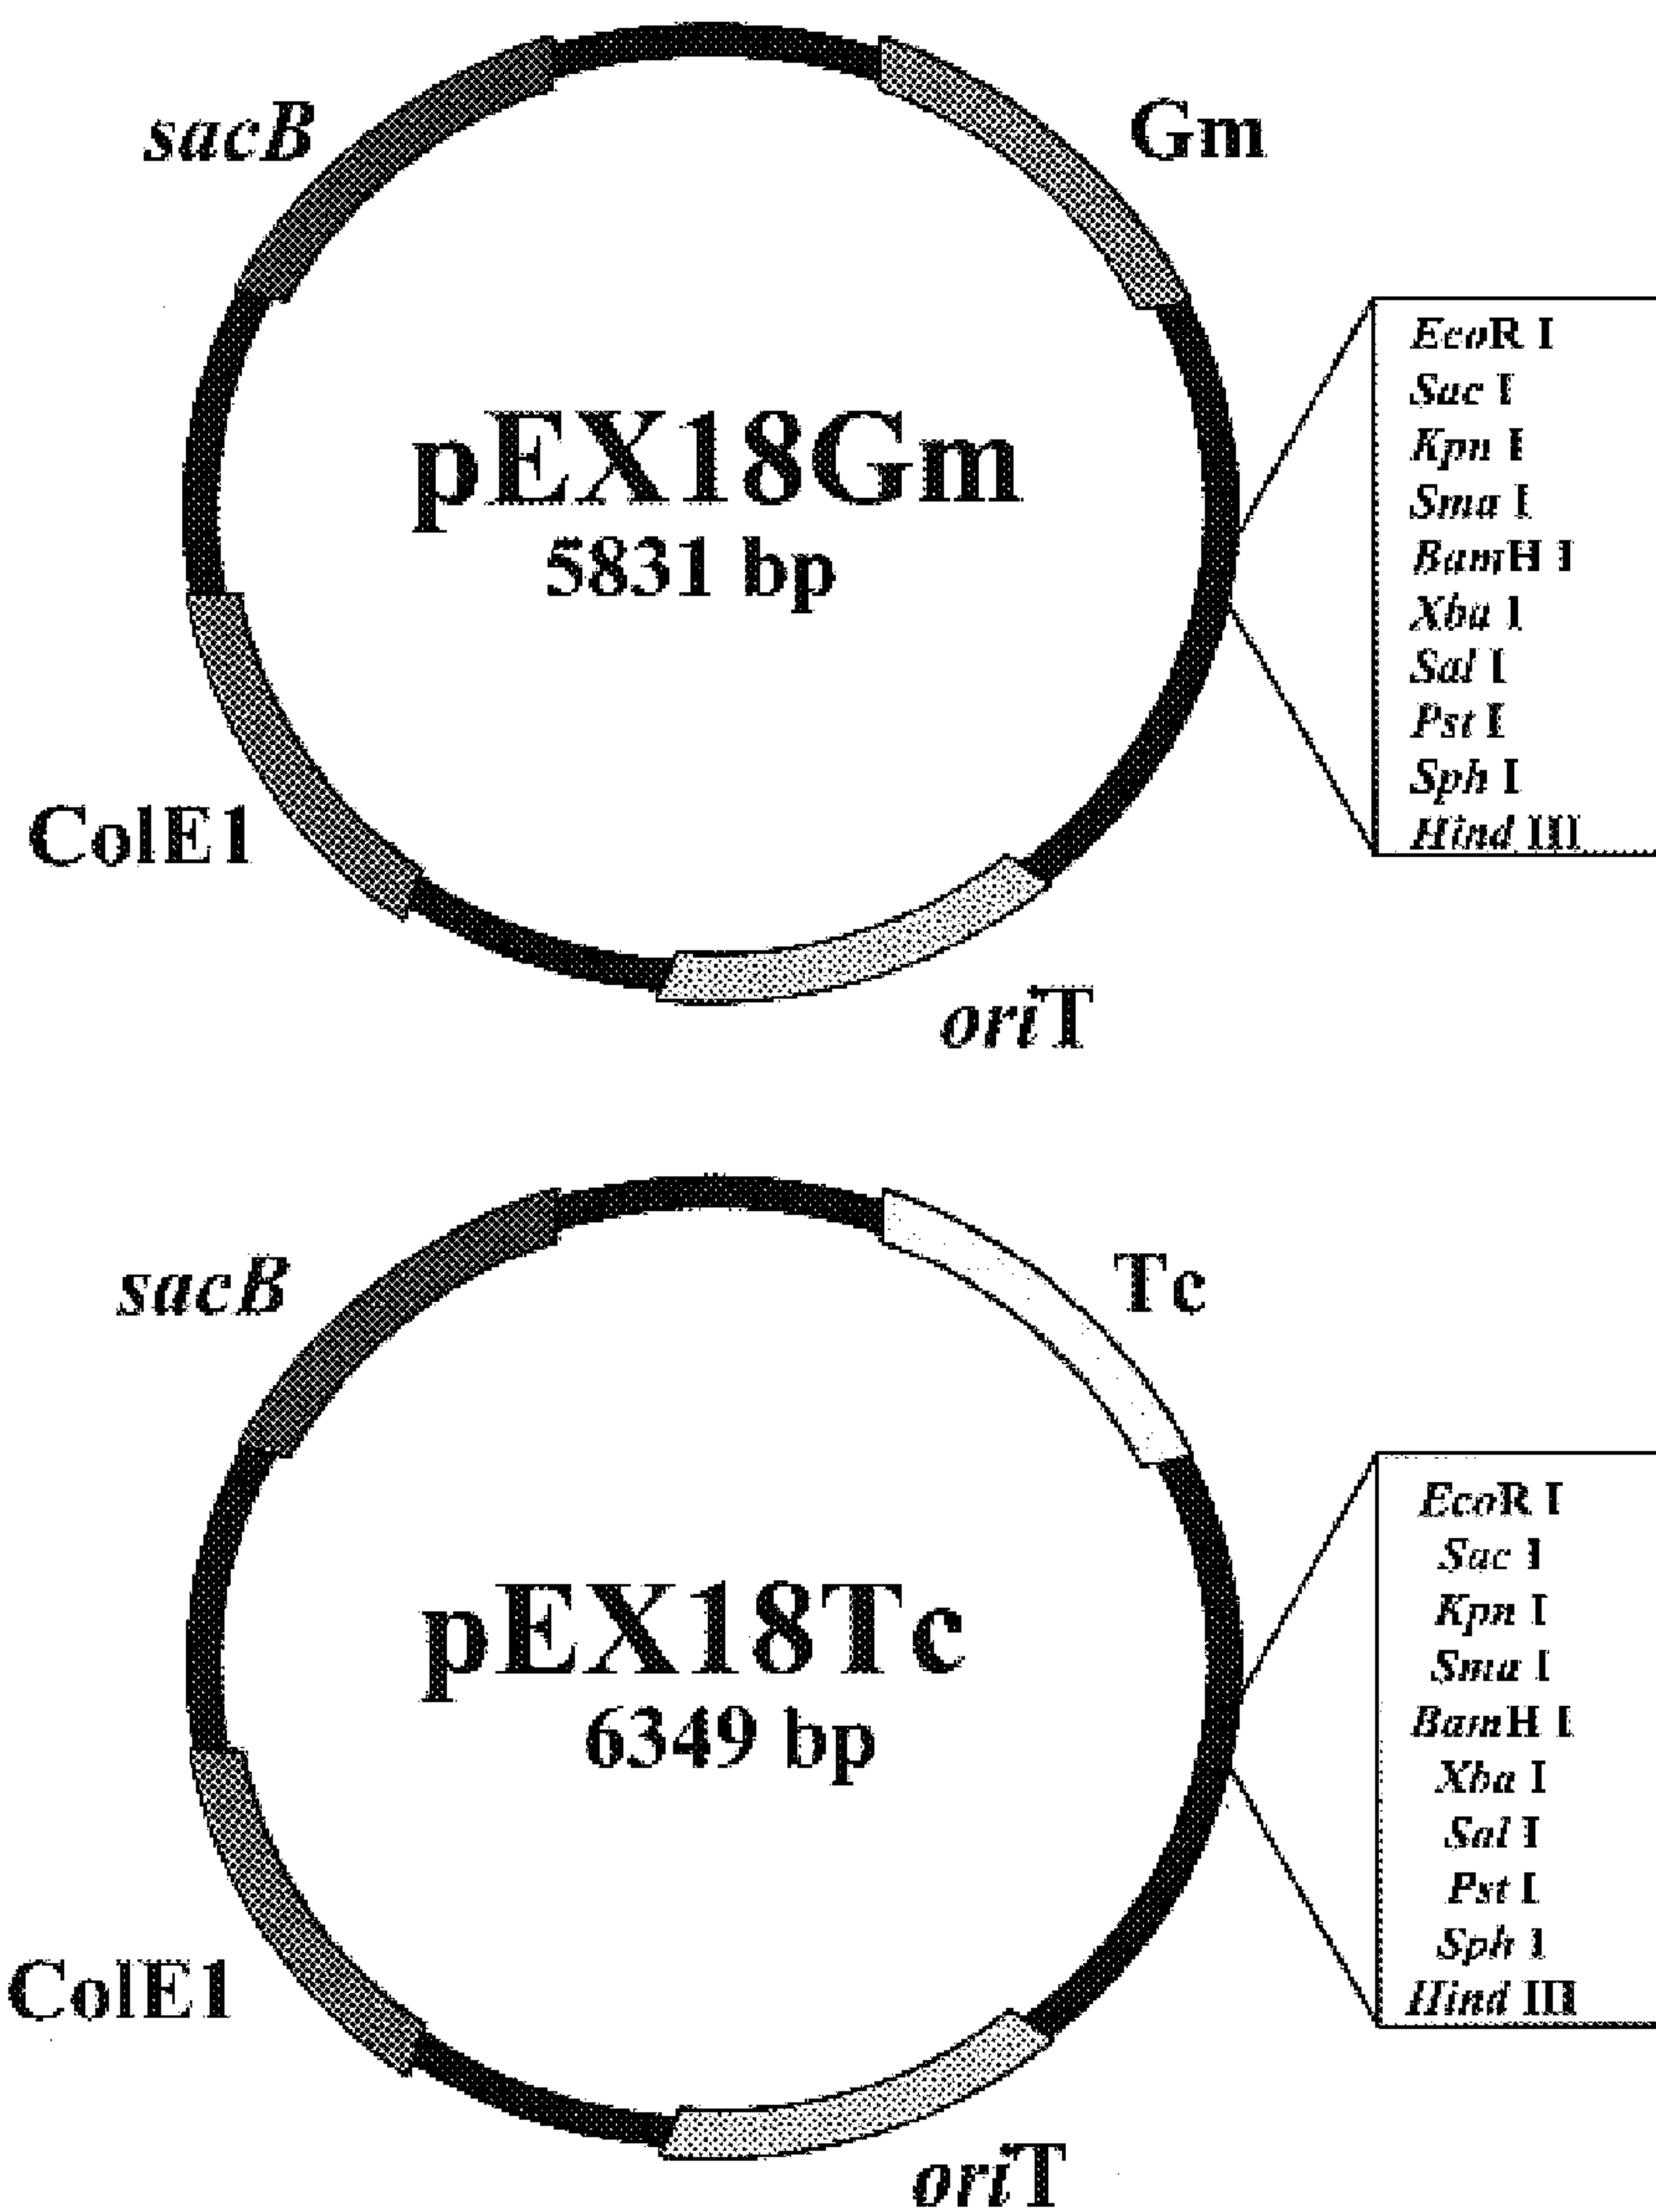 sacB
Gm
pEX18Gm
5831 bp
EcoR I
Sac I
Kpn I
Sma I
BamH I
Xba I
Sal I
Pst I
Sph I
Hind III
ColE1
oriT
sacB
Tc
pEX18Tc
6349 bp
EcoR I
Sac I
Kpn I
Sma I
BamH I
Xba I
Sal I
Pst I
Sph I
Hind III
ColE1
oriT